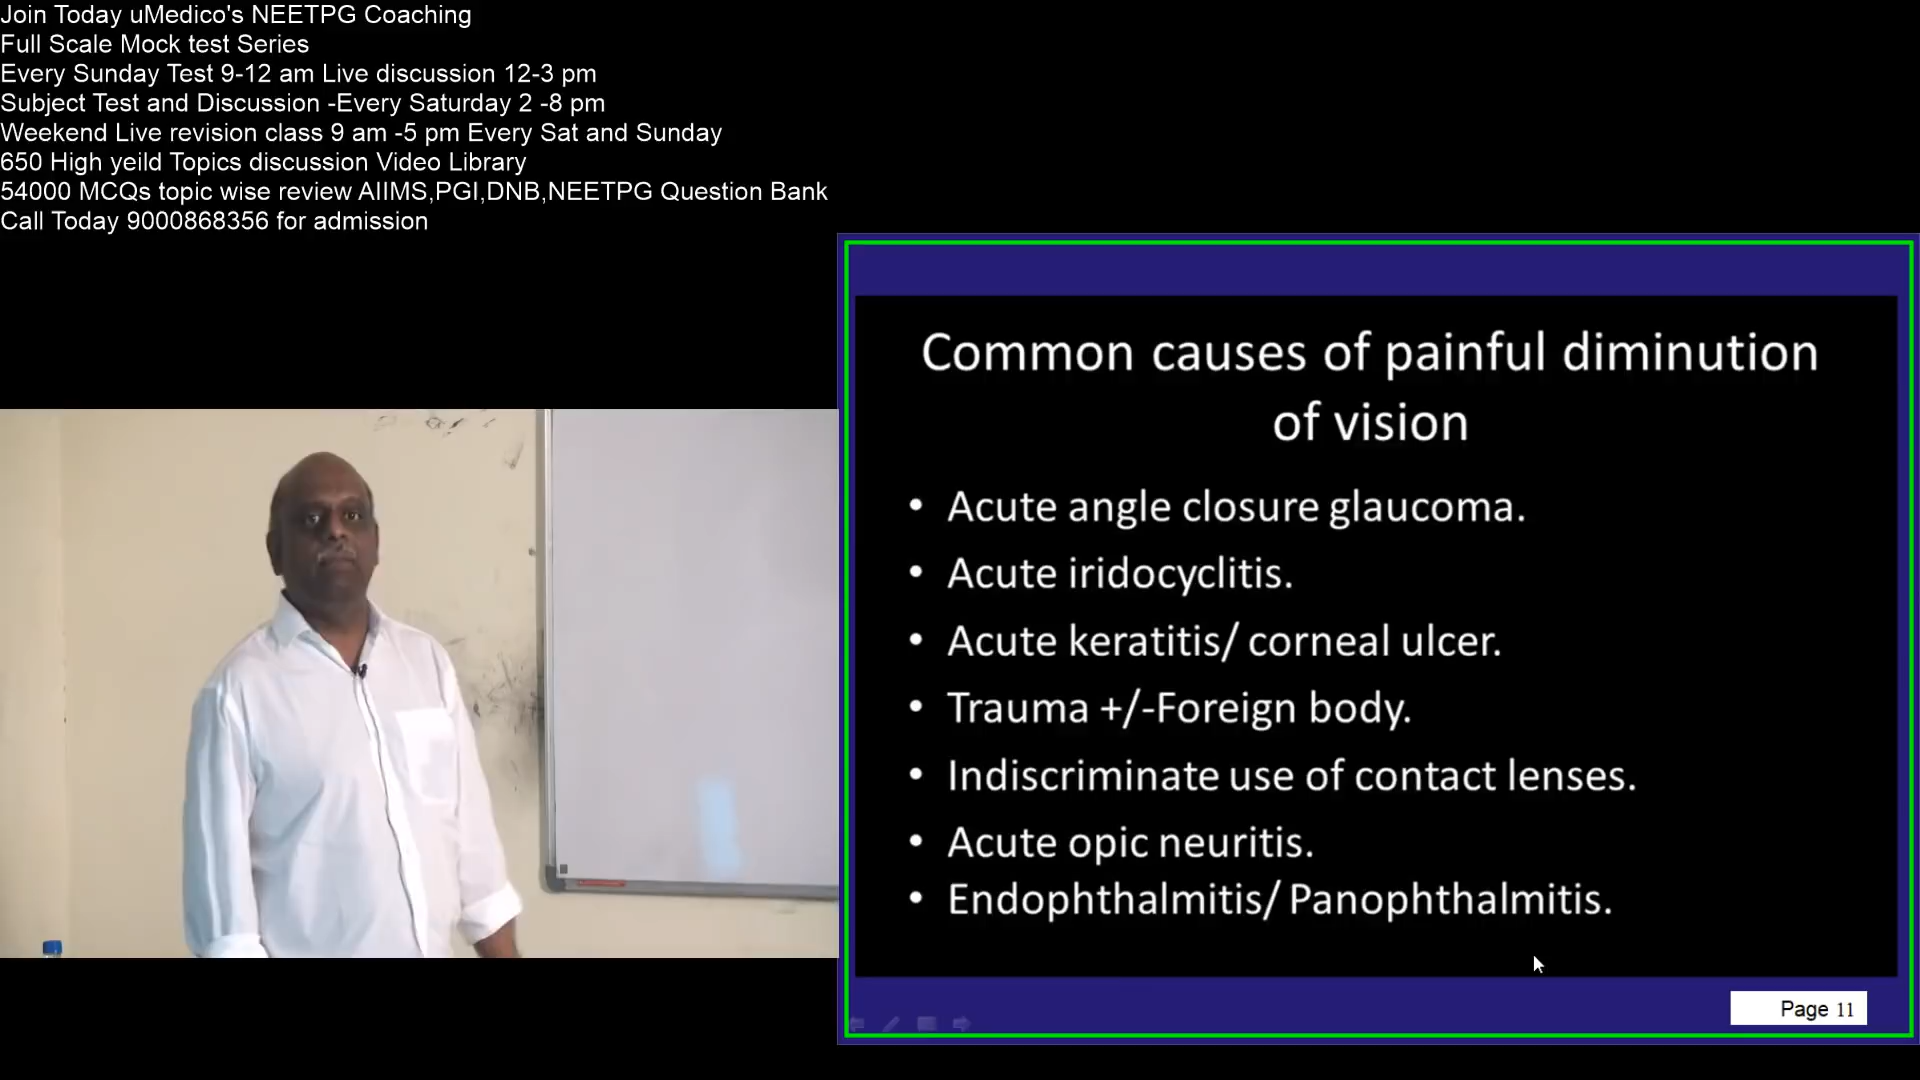 Join Today uMedico's NEETPG Coaching
Full Scale Mock test Series
Every Sunday Test 9-12 am Live discussion 12-3 pm
Subject Test and Discussion -Every Saturday 2 -8 pm
Weekend Live revision class 9 am -5 pm Every Sat and Sunday
650 High yeild Topics discussion Video Library
54000 MCQs topic wise review AIIMS,PGI,DNB,NEETPG Question Bank
Call Today 9000868356 for admission
Common causes of painful diminution
of vision
• Acute angle closure glaucoma.
• Acute iridocyclitis.
• Acute keratitis/ corneal ulcer.
• Trauma +/-Foreign body.
• Indiscriminate use of contact lenses.
• Acute opic neuritis.
• Endophthalmitis/ Panophthalmitis.
Page 11